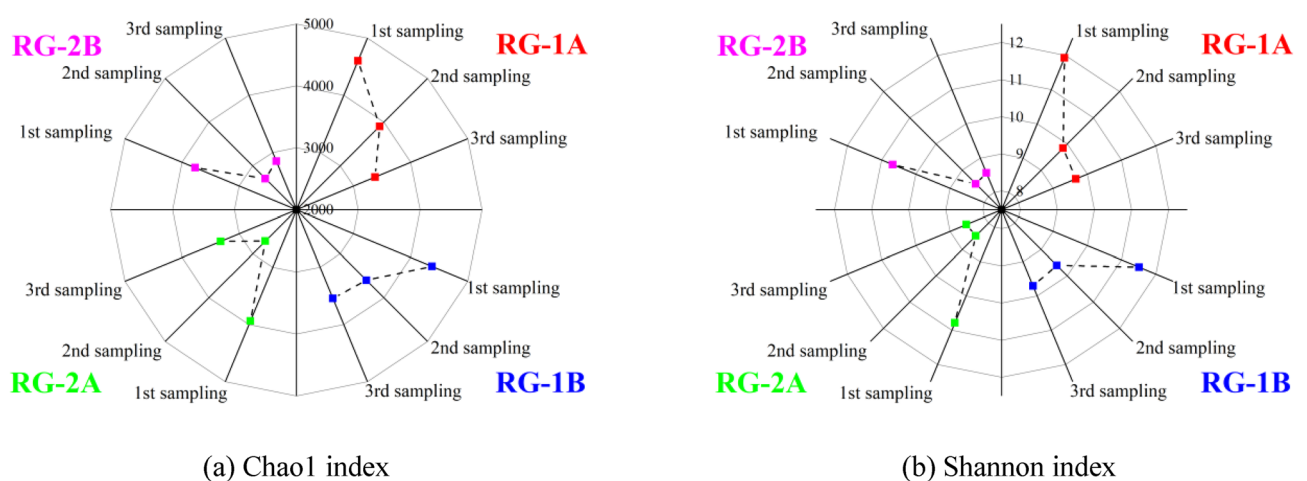 3rd sampling
5000
1st sampling
RG-2B
RG-1A
2nd sampling
2nd sampling
4000
1st sampling
3rd sampling
3000
2000
3rd sampling
1st sampling
2nd sampling
2nd sampling
RG-2A
1st sampling
3rd sampling
RG-1B
(a) Chao1 index
3rd sampling
12
1st sampling
RG-2B
RG-1A
2nd sampling
11
2nd sampling
1st sampling
10
3rd sampling
9
8
3rd sampling
1st sampling
2nd sampling
2nd sampling
RG-2A
1st sampling
3rd sampling
RG-1B
(b) Shannon index